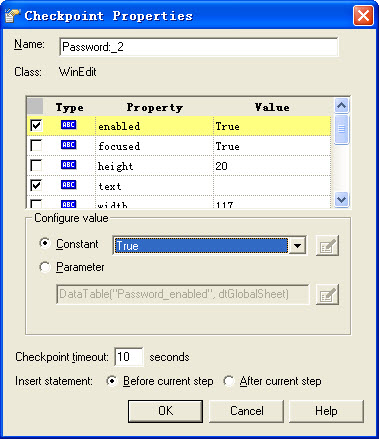 Checkpoint Properties
Name: Password:_2
Class: WinEdit
Type Property Value
ABC enabled True
ABC focused True
ABC height 20
ABC text
ABC width 117
Configure value
Constant True
Parameter
DataTable("Password_enabled", dtGlobalSheet)
Checkpoint timeout: 10 seconds
Insert statement: Before current step After current step
OK Cancel Help